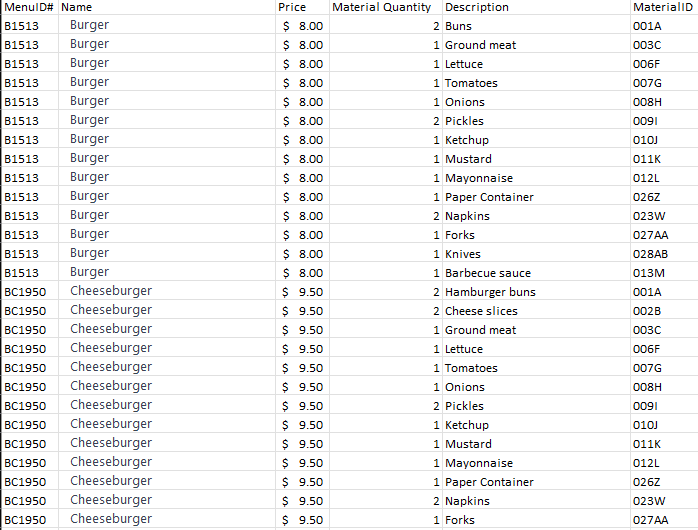 MenuID# Name Price Material Quantity Description MaterialID
B1513 Burger $ 8.00 2 Buns 001A
B1513 Burger $ 8.00 1 Ground meat 003C
B1513 Burger $ 8.00 1 Lettuce 006F
B1513 Burger $ 8.00 1 Tomatoes 007G
B1513 Burger $ 8.00 1 Onions 008H
B1513 Burger $ 8.00 2 Pickles 009I
B1513 Burger $ 8.00 1 Ketchup 010J
B1513 Burger $ 8.00 1 Mustard 011K
B1513 Burger $ 8.00 1 Mayonnaise 012L
B1513 Burger $ 8.00 1 Paper Container 026Z
B1513 Burger $ 8.00 2 Napkins 023W
B1513 Burger $ 8.00 1 Forks 027AA
B1513 Burger $ 8.00 1 Knives 028AB
B1513 Burger $ 8.00 1 Barbecue sauce 013M
BC1950 Cheeseburger $ 9.50 2 Hamburger buns 001A
BC1950 Cheeseburger $ 9.50 2 Cheese slices 002B
BC1950 Cheeseburger $ 9.50 1 Ground meat 003C
BC1950 Cheeseburger $ 9.50 1 Lettuce 006F
BC1950 Cheeseburger $ 9.50 1 Tomatoes 007G
BC1950 Cheeseburger $ 9.50 1 Onions 008H
BC1950 Cheeseburger $ 9.50 2 Pickles 009I
BC1950 Cheeseburger $ 9.50 1 Ketchup 010J
BC1950 Cheeseburger $ 9.50 1 Mustard 011K
BC1950 Cheeseburger $ 9.50 1 Mayonnaise 012L
BC1950 Cheeseburger $ 9.50 1 Paper Container 026Z
BC1950 Cheeseburger $ 9.50 2 Napkins 023W
BC1950 Cheeseburger $ 9.50 1 Forks 027AA